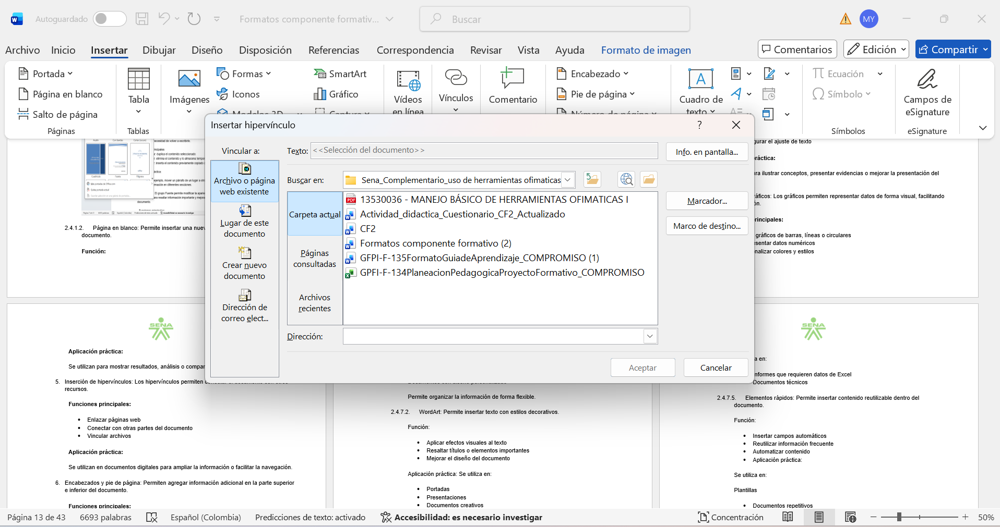 Autoguardado
Formatos componente formativ...
Buscar
MY
Archivo Inicio Insertar Dibujar Diseño Disposición Referencias Correspondencia Revisar Vista Ayuda Formato de imagen
Comentarios Edición Compartir
Portada
Página en blanco
Salto de página
Páginas
Tabla
Tablas
Imágenes
Formas
Iconos
Modelos 3D
SmartArt
Gráfico
Captura
Vídeos
en línea
Vínculos
Comentario
Encabezado
Pie de página
Número de página
Cuadro de
texto
Ecuación
Símbolo
Símbolos
Campos de
eSignature
eSignature
Insertar hipervínculo
Vincular a:
Archivo o página
web existente
Lugar de este
documento
Crear nuevo
documento
Dirección de
correo elect...
Texto: <<Selección del documento>>
Info. en pantalla...
Buscar en: Sena_Complementario_uso de herramientas ofimaticas
Carpeta actual
Páginas
consultadas
Archivos
recientes
13530036 - MANEJO BÁSICO DE HERRAMIENTAS OFIMATICAS I
Actividad_didactica_Cuestionario_CF2_Actualizado
CF2
Formatos componente formativo (2)
GFPI-F-135FormatoGuiadeAprendizaje_COMPROMISO (1)
GPFI-F-134PlaneacionPedagogicaProyectoFormativo_COMPROMISO
Marcador...
Marco de destino...
Dirección:
Aceptar Cancelar
2.4.1.2. Página en blanco: Permite insertar una nuev
documento.
Función:
gurar el ajuste de texto
ráctica:
ra ilustrar conceptos, presentar evidencias o mejorar la presentación del
ráficos: Los gráficos permiten representar datos de forma visual, facilitando
ón.
rincipales:
gráficos de barras, líneas o circulares
esentar datos numéricos
onalizar colores y estilos
SENA
Aplicación práctica:
Se utilizan para mostrar resultados, análisis o compar
5. Inserción de hipervínculos: Los hipervínculos permiten conectar el documento con otros
recursos.
Funciones principales:
• Enlazar páginas web
• Conectar con otras partes del documento
• Vincular archivos
Aplicación práctica:
Se utilizan en documentos digitales para ampliar la información o facilitar la navegación.
6. Encabezados y pie de página: Permiten agregar información adicional en la parte superior
e inferior del documento.
Funciones principales:
Documentos con diseño personalizado
Permite organizar la información de forma flexible.
2.4.7.2. WordArt: Permite insertar texto con estilos decorativos.
Función:
• Aplicar efectos visuales al texto
• Resaltar títulos o elementos importantes
• Mejorar el diseño del documento
Aplicación práctica: Se utiliza en:
• Portadas
• Presentaciones
• Documentos creativos
SENA
a en:
nformes que requieren datos de Excel
Documentos técnicos
2.4.7.5. Elementos rápidos: Permite insertar contenido reutilizable dentro del
documento.
Función:
• Insertar campos automáticos
• Reutilizar información frecuente
• Automatizar contenido
• Aplicación práctica:
Se utiliza en:
Plantillas
• Documentos repetitivos
Página 13 de 43 6693 palabras Español (Colombia) Predicciones de texto: activado Accesibilidad: es necesario investigar Concentración 50%